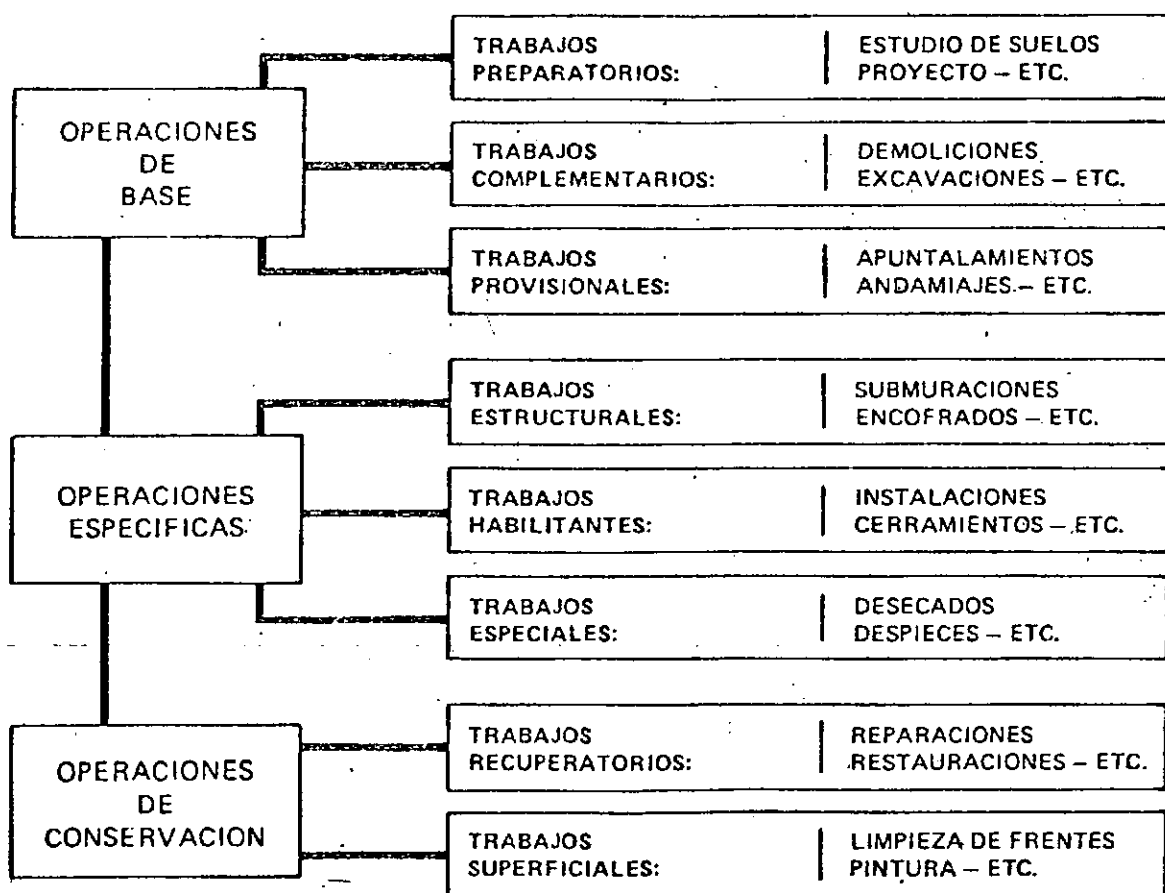 OPERACIONES
DE
BASE
TRABAJOS
PREPARATORIOS:
ESTUDIO DE SUELOS
PROYECTO – ETC.
TRABAJOS
COMPLEMENTARIOS:
DEMOLICIONES
EXCAVACIONES – ETC.
TRABAJOS
PROVISIONALES:
APUNTALAMIENTOS
ANDAMIAJES – ETC.
OPERACIONES
ESPECIFICAS
TRABAJOS
ESTRUCTURALES:
SUBMURACIONES
ENCOFRADOS – ETC.
TRABAJOS
HABILITANTES:
INSTALACIONES
CERRAMIENTOS – ETC.
TRABAJOS
ESPECIALES:
DESECADOS
DESPIECES – ETC.
OPERACIONES
DE
CONSERVACION
TRABAJOS
RECUPERATORIOS:
REPARACIONES
RESTAURACIONES – ETC.
TRABAJOS
SUPERFICIALES:
LIMPIEZA DE FRENTES
PINTURA – ETC.